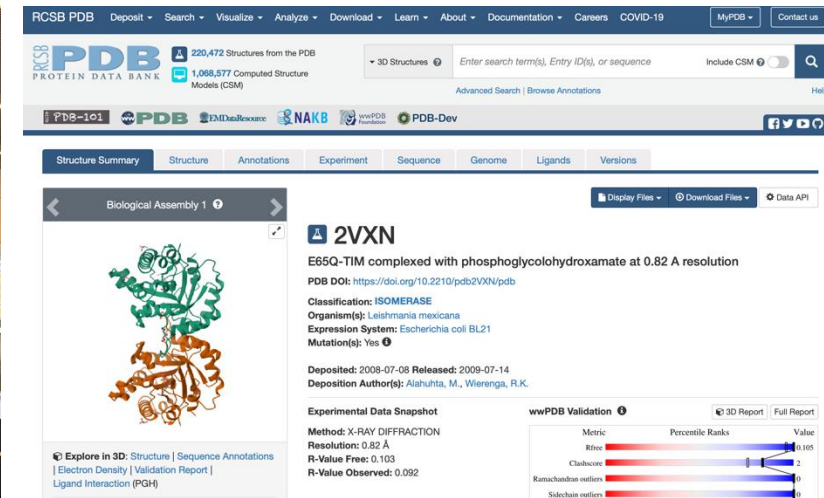 RCSB PDB Deposit Search Visualize Analyze Download Learn About Documentation Careers COVID-19 MyPDB Contact us
RCSB PDB
PROTEIN DATA BANK
220,472 Structures from the PDB
1,068,577 Computed Structure
Models (CSM)
3D Structures
Enter search term(s), Entry ID(s), or sequence
Include CSM
Advanced Search | Browse Annotations
Hel
PDB-101 PDB EMDataResource NAKB wwPDB Foundation PDB-Dev
Structure Summary Structure Annotations Experiment Sequence Genome Ligands Versions
Biological Assembly 1
Display Files Download Files Data API
2VXN
E65Q-TIM complexed with phosphoglycolohydroxamate at 0.82 A resolution
PDB DOI: https://doi.org/10.2210/pdb2VXN/pdb
Classification: ISOMERASE
Organism(s): Leishmania mexicana
Expression System: Escherichia coli BL21
Mutation(s): Yes
Deposited: 2008-07-08 Released: 2009-07-14
Deposition Author(s): Alahuhta, M., Wierenga, R.K.
Experimental Data Snapshot
Method: X-RAY DIFFRACTION
Resolution: 0.82 Å
R-Value Free: 0.103
R-Value Observed: 0.092
wwPDB Validation 3D Report Full Report
Metric Percentile Ranks Value
Rfree 0.105
Clashscore 2
Ramachandran outliers 0
Sidechain outliers 0
Explore in 3D: Structure | Sequence Annotations
| Electron Density | Validation Report |
Ligand Interaction (PGH)